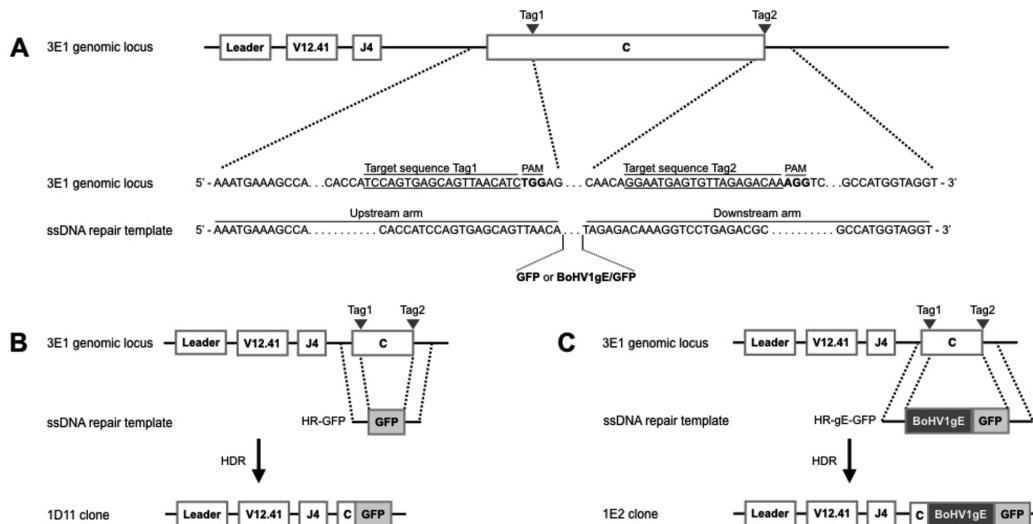 A
Tag1 Tag2
3E1 genomic locus Leader V12.41 J4 C
Target sequence Tag1 PAM Target sequence Tag2 PAM
3E1 genomic locus 5' - AAATGAAAGCCA...CACCATCCAGTGAGCAGTTAACATCTGGAG...CAACAGGAATGAGTGTTAGAGACAAAGGTC...GCCATGGTAGGT - 3'
Upstream arm Downstream arm
ssDNA repair template 5' - AAATGAAAGCCA..........CACCATCCAGTGAGCAGTTAACA...TAGAGACAAAGGTCCTGAGACGC..........GCCATGGTAGGT - 3'
GFP or BoHV1gE/GFP
B
Tag1 Tag2
3E1 genomic locus Leader V12.41 J4 C
ssDNA repair template HR-GFP GFP
HDR
1D11 clone Leader V12.41 J4 C GFP
C
Tag1 Tag2
3E1 genomic locus Leader V12.41 J4 C
ssDNA repair template HR-gE-GFP BoHV1gE GFP
HDR
1E2 clone Leader V12.41 J4 C BoHV1gE GFP